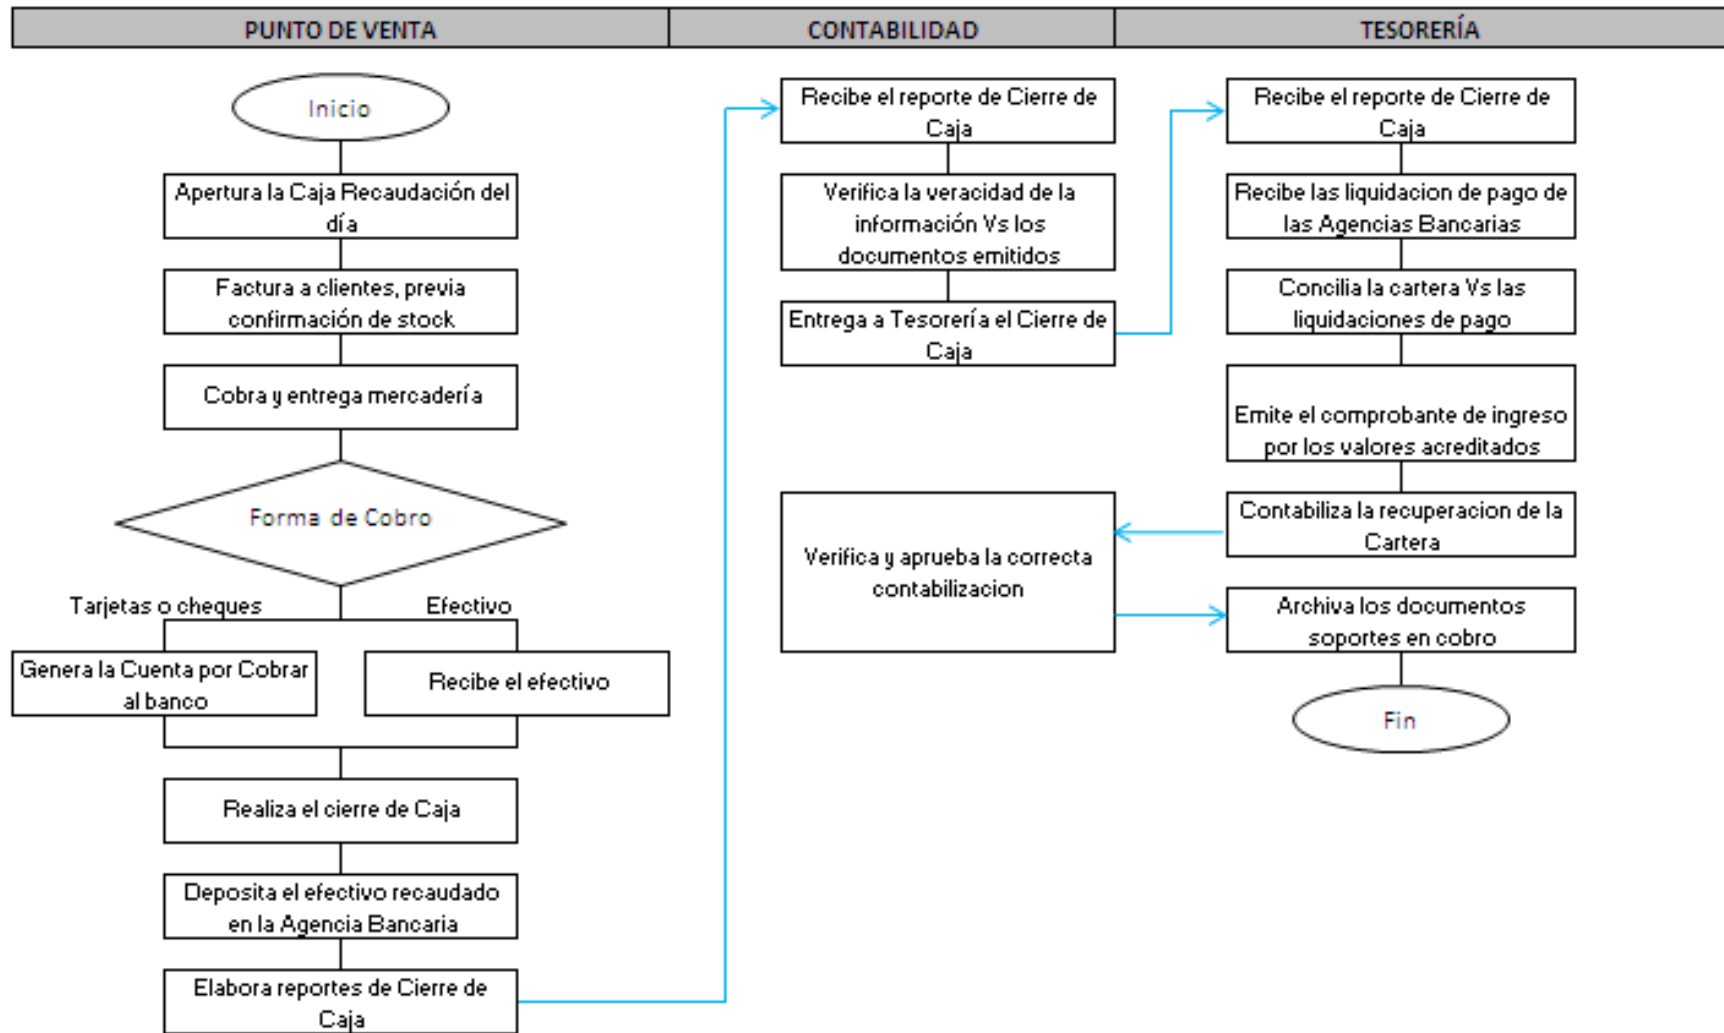 PUNTO DE VENTA
CONTABILIDAD
TESORERÍA
Inicio
Apertura la Caja Recaudación del
día
Factura a clientes, previa
confirmación de stock
Cobra y entrega mercadería
Forma de Cobro
Tarjetas o cheques
Efectivo
Genera la Cuenta por Cobrar
al banco
Recibe el efectivo
Realiza el cierre de Caja
Deposita el efectivo recaudado
en la Agencia Bancaria
Elabora reportes de Cierre de
Caja
Recibe el reporte de Cierre de
Caja
Verifica la veracidad de la
información Vs los
documentos emitidos
Entrega a Tesorería el Cierre de
Caja
Verifica y aprueba la correcta
contabilizacion
Recibe el reporte de Cierre de
Caja
Recibe las liquidacion de pago de
las Agencias Bancarias
Concilia la cartera Vs las
liquidaciones de pago
Emite el comprobante de ingreso
por los valores acreditados
Contabiliza la recuperacion de la
Cartera
Archiva los documentos
soportes en cobro
Fin